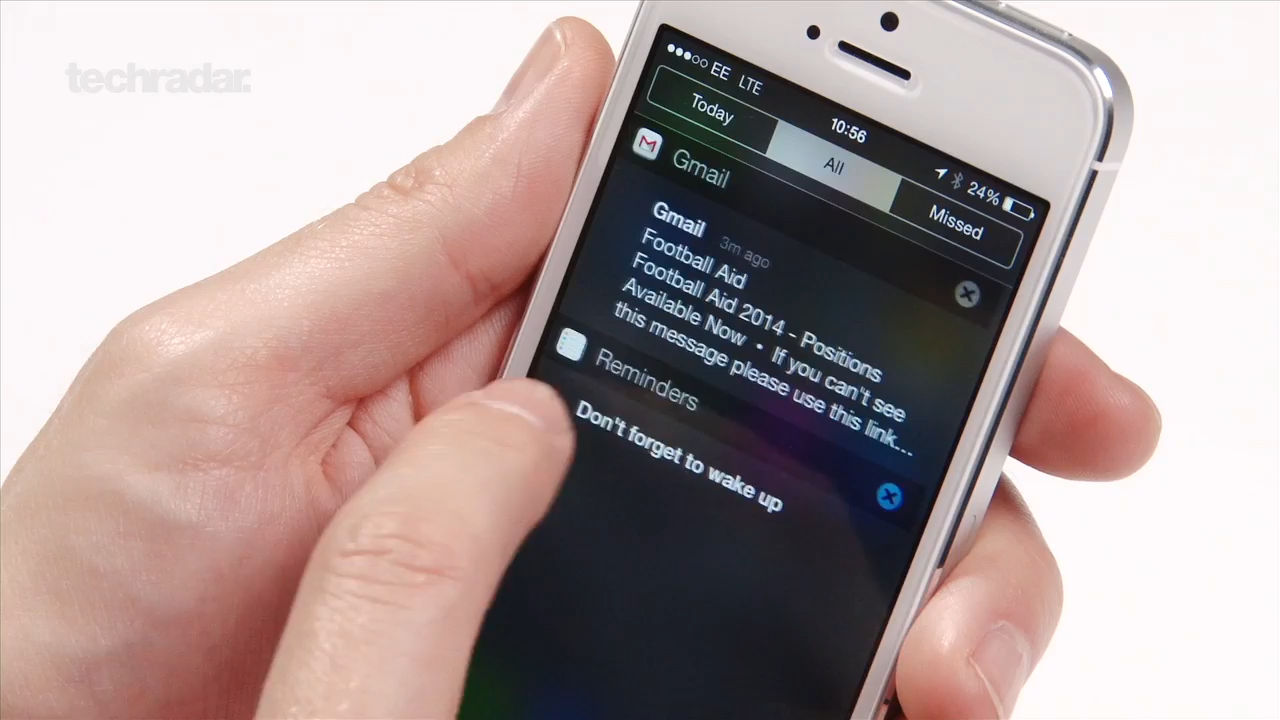 techradar.
EE LTE
10:56
24%
Today
All
Missed
Gmail
Gmail 3m ago
Football Aid
Football Aid 2014 - Positions
Available Now • If you can't see
this message please use this link...
Reminders
Don't forget to wake up